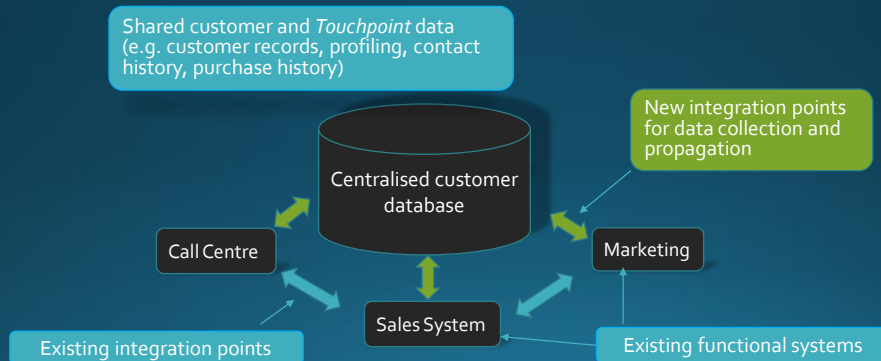 Shared customer and Touchpoint data
(e.g. customer records, profiling, contact
history, purchase history)
New integration points
for data collection and
propagation
Centralised customer
database
Call Centre
Marketing
Sales System
Existing integration points
Existing functional systems